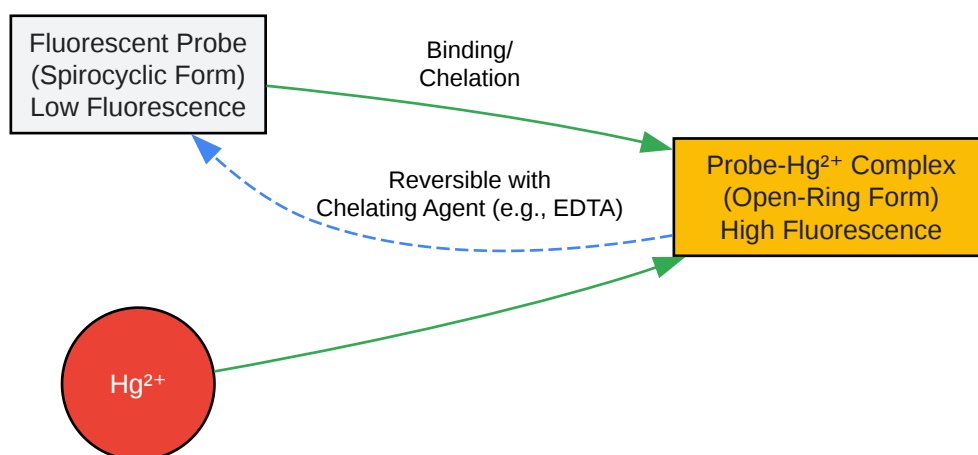 Fluorescent Probe
(Spirocyclic Form)
Low Fluorescence
Binding/
Chelation
Probe-Hg²⁺ Complex
(Open-Ring Form)
High Fluorescence
Reversible with
Chelating Agent (e.g., EDTA)
Hg²⁺